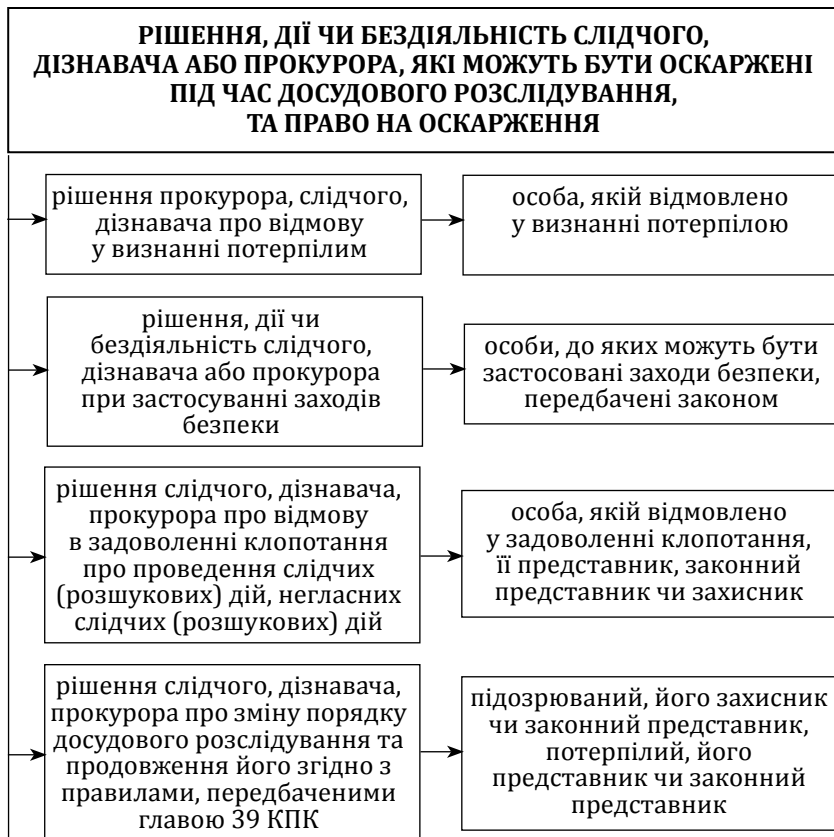 РІШЕННЯ, ДІЇ ЧИ БЕЗДІЯЛЬНІСТЬ СЛІДЧОГО,
ДІЗНАВАЧА АБО ПРОКУРОРА, ЯКІ МОЖУТЬ БУТИ ОСКАРЖЕНІ
ПІД ЧАС ДОСУДОВОГО РОЗСЛІДУВАННЯ,
ТА ПРАВО НА ОСКАРЖЕННЯ
рішення прокурора, слідчого,
дізнавача про відмову
у визнанні потерпілим
особа, якій відмовлено
у визнанні потерпілою
рішення, дії чи
бездіяльність слідчого,
дізнавача або прокурора
при застосуванні заходів
безпеки
особи, до яких можуть бути
застосовані заходи безпеки,
передбачені законом
рішення слідчого, дізнавача,
прокурора про відмову
в задоволенні клопотання
про проведення слідчих
(розшукових) дій, негласних
слідчих (розшукових) дій
особа, якій відмовлено
у задоволенні клопотання,
її представник, законний
представник чи захисник
рішення слідчого, дізнавача,
прокурора про зміну порядку
досудового розслідування та
продовження його згідно з
правилами, передбаченими
главою 39 КПК
підозрюваний, його захисник
чи законний представник,
потерпілий, його
представник чи законний
представник